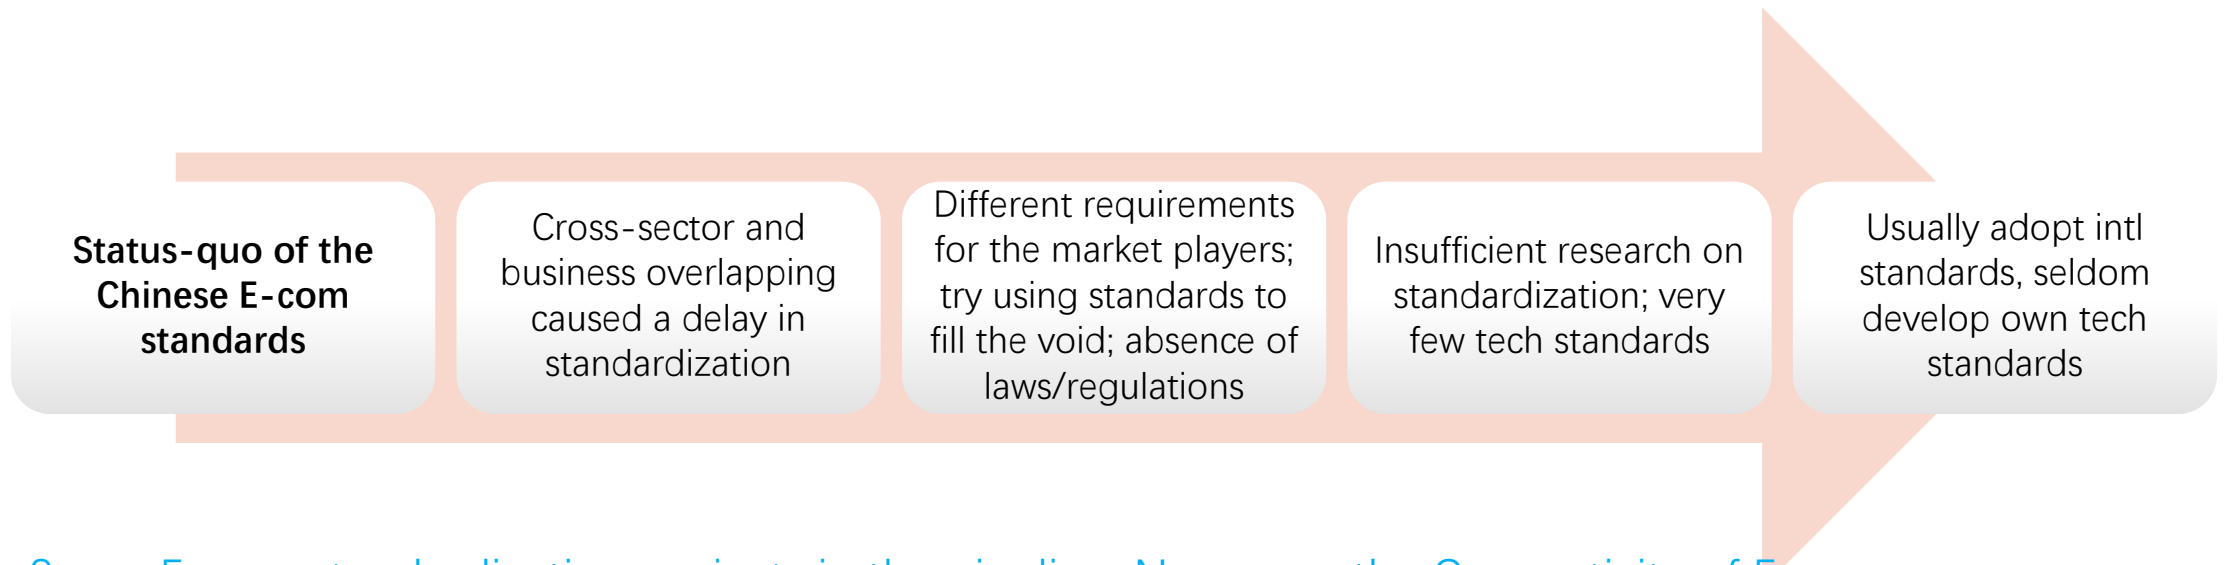 Status-quo of the
Chinese E-com
standards
Cross-sector and
business overlapping
caused a delay in
standardization
Different requirements
for the market players;
try using standards to
fill the void; absence of
laws/regulations
Insufficient research on
standardization; very
few tech standards
Usually adopt intl
standards, seldom
develop own tech
standards